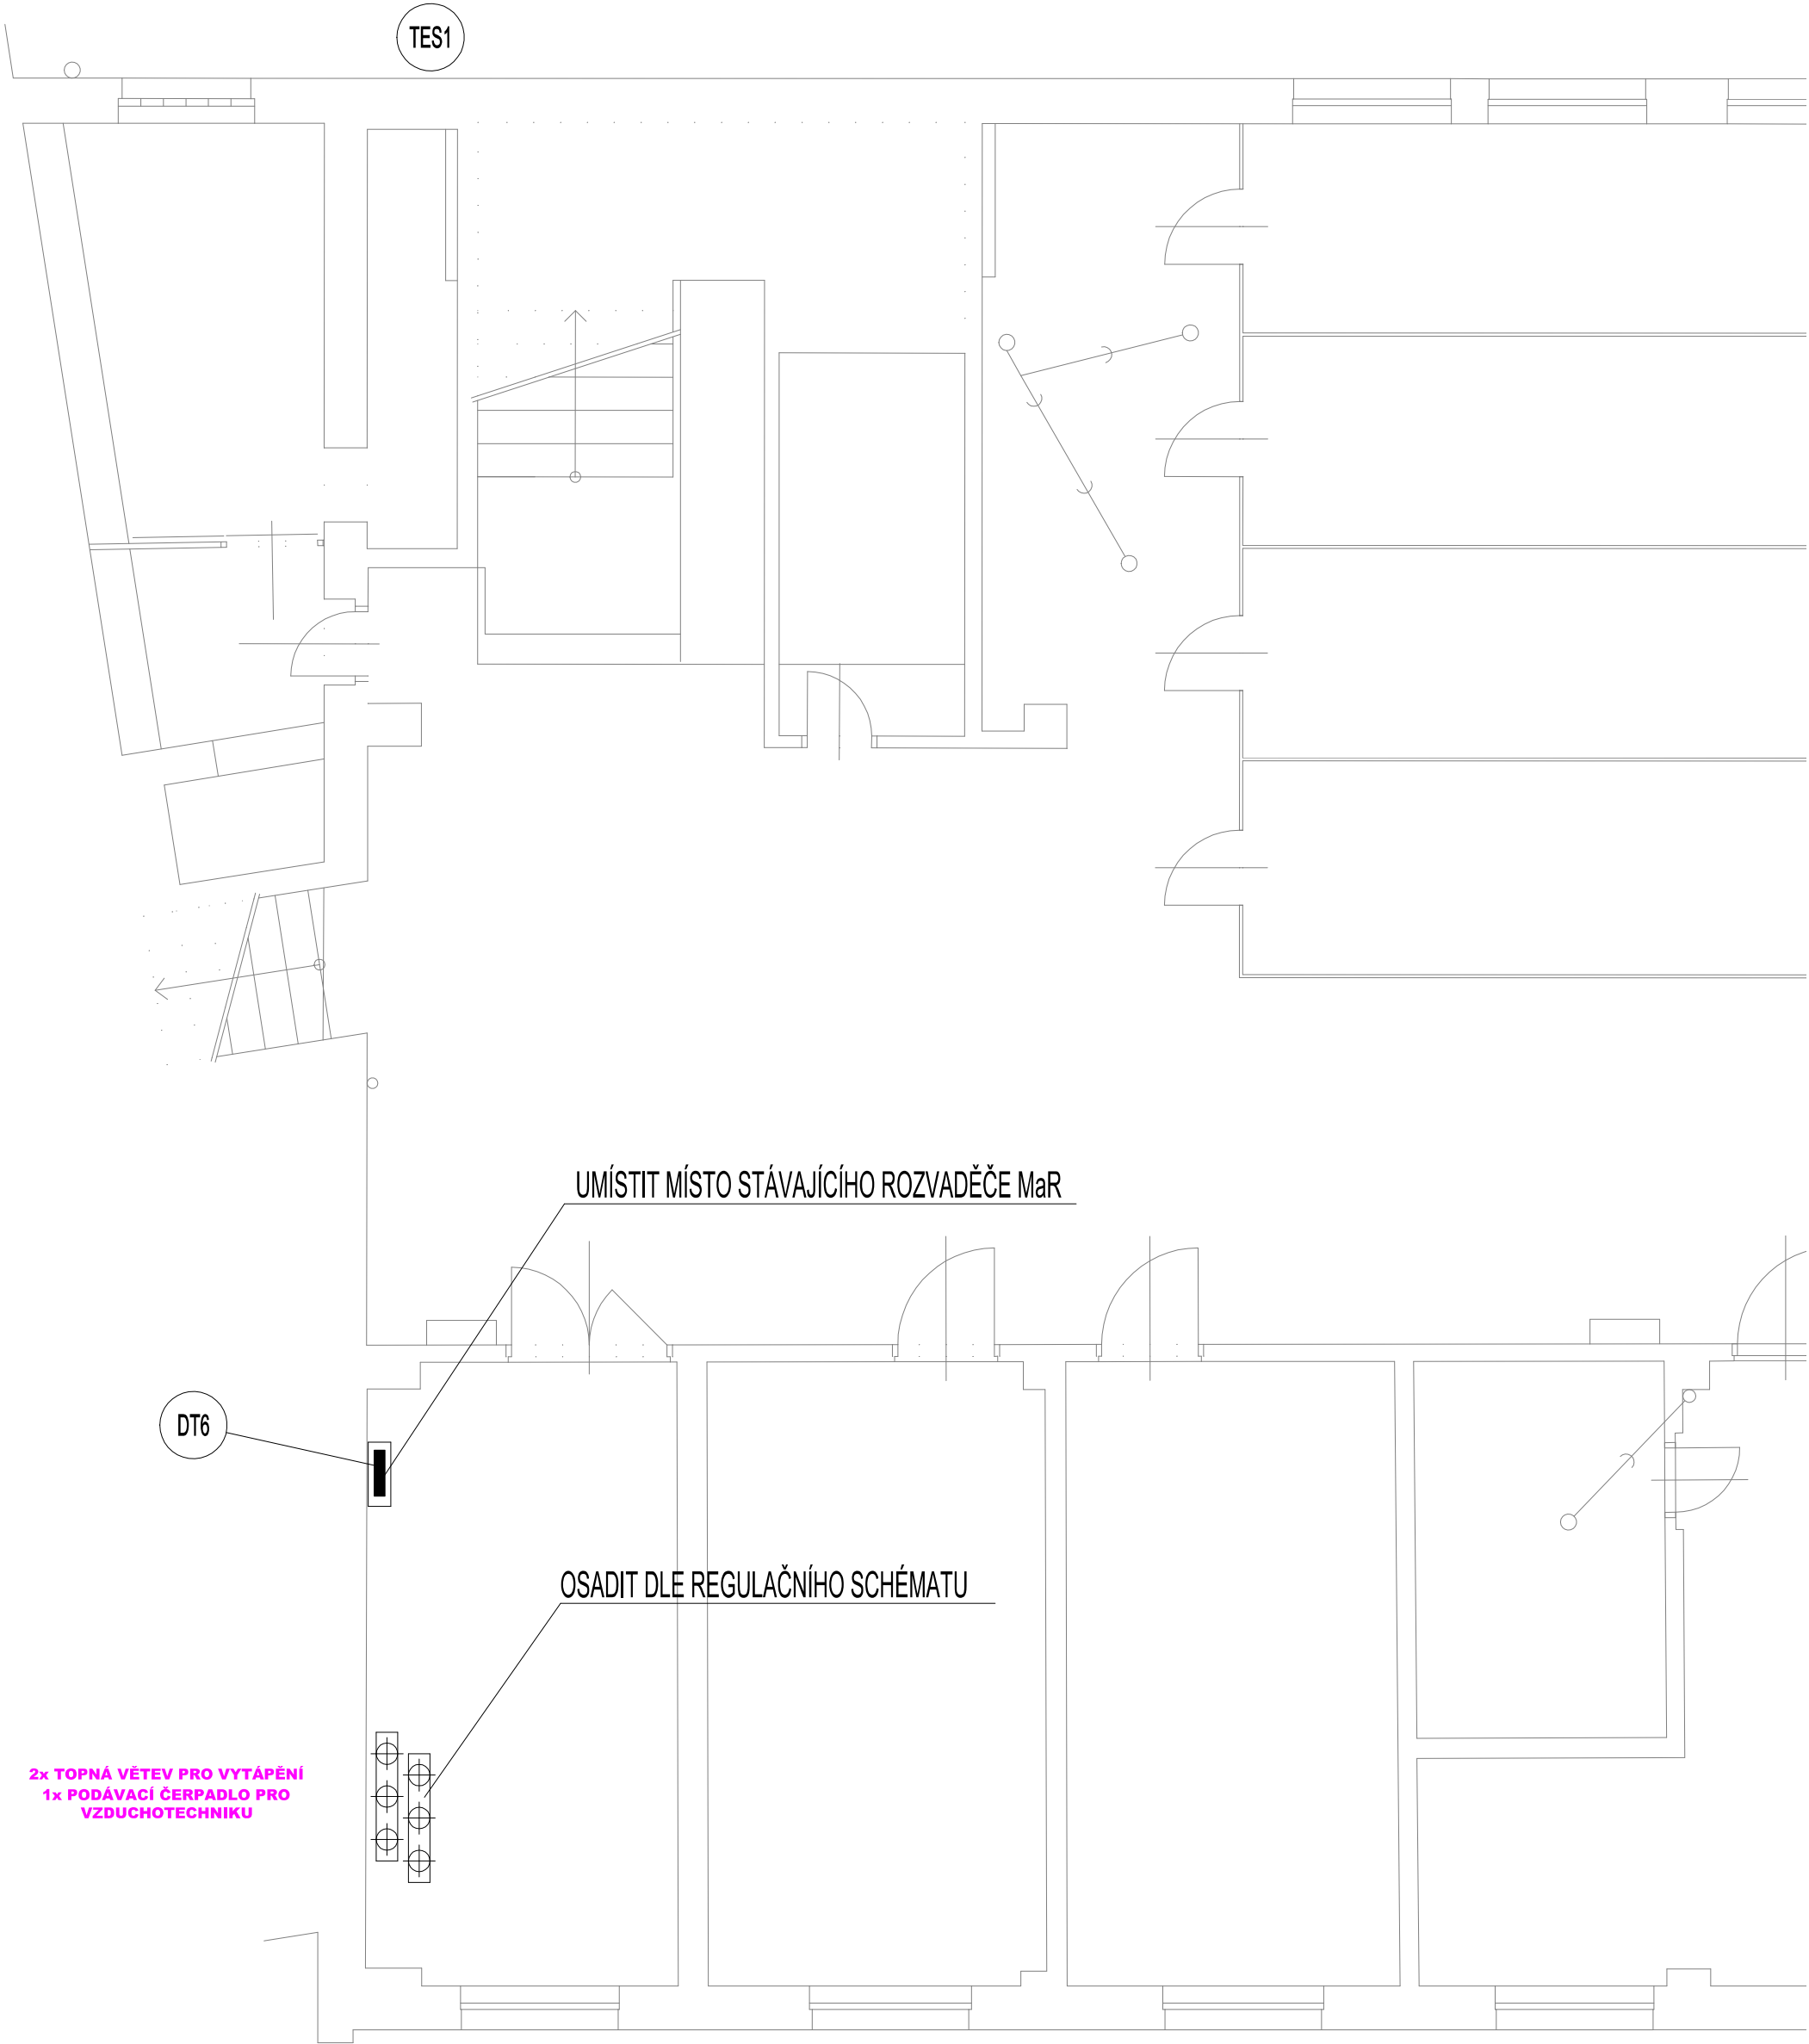 TES1
UMÍSTIT MÍSTO STÁVAJÍCÍHO ROZVADĚČE MaR
DT6
OSADIT DLE REGULAČNÍHO SCHÉMATU
2x TOPNÁ VĚTEV PRO VYTÁPĚNÍ
1x PODÁVACÍ ČERPADLO PRO
VZDUCHOTECHNIKU